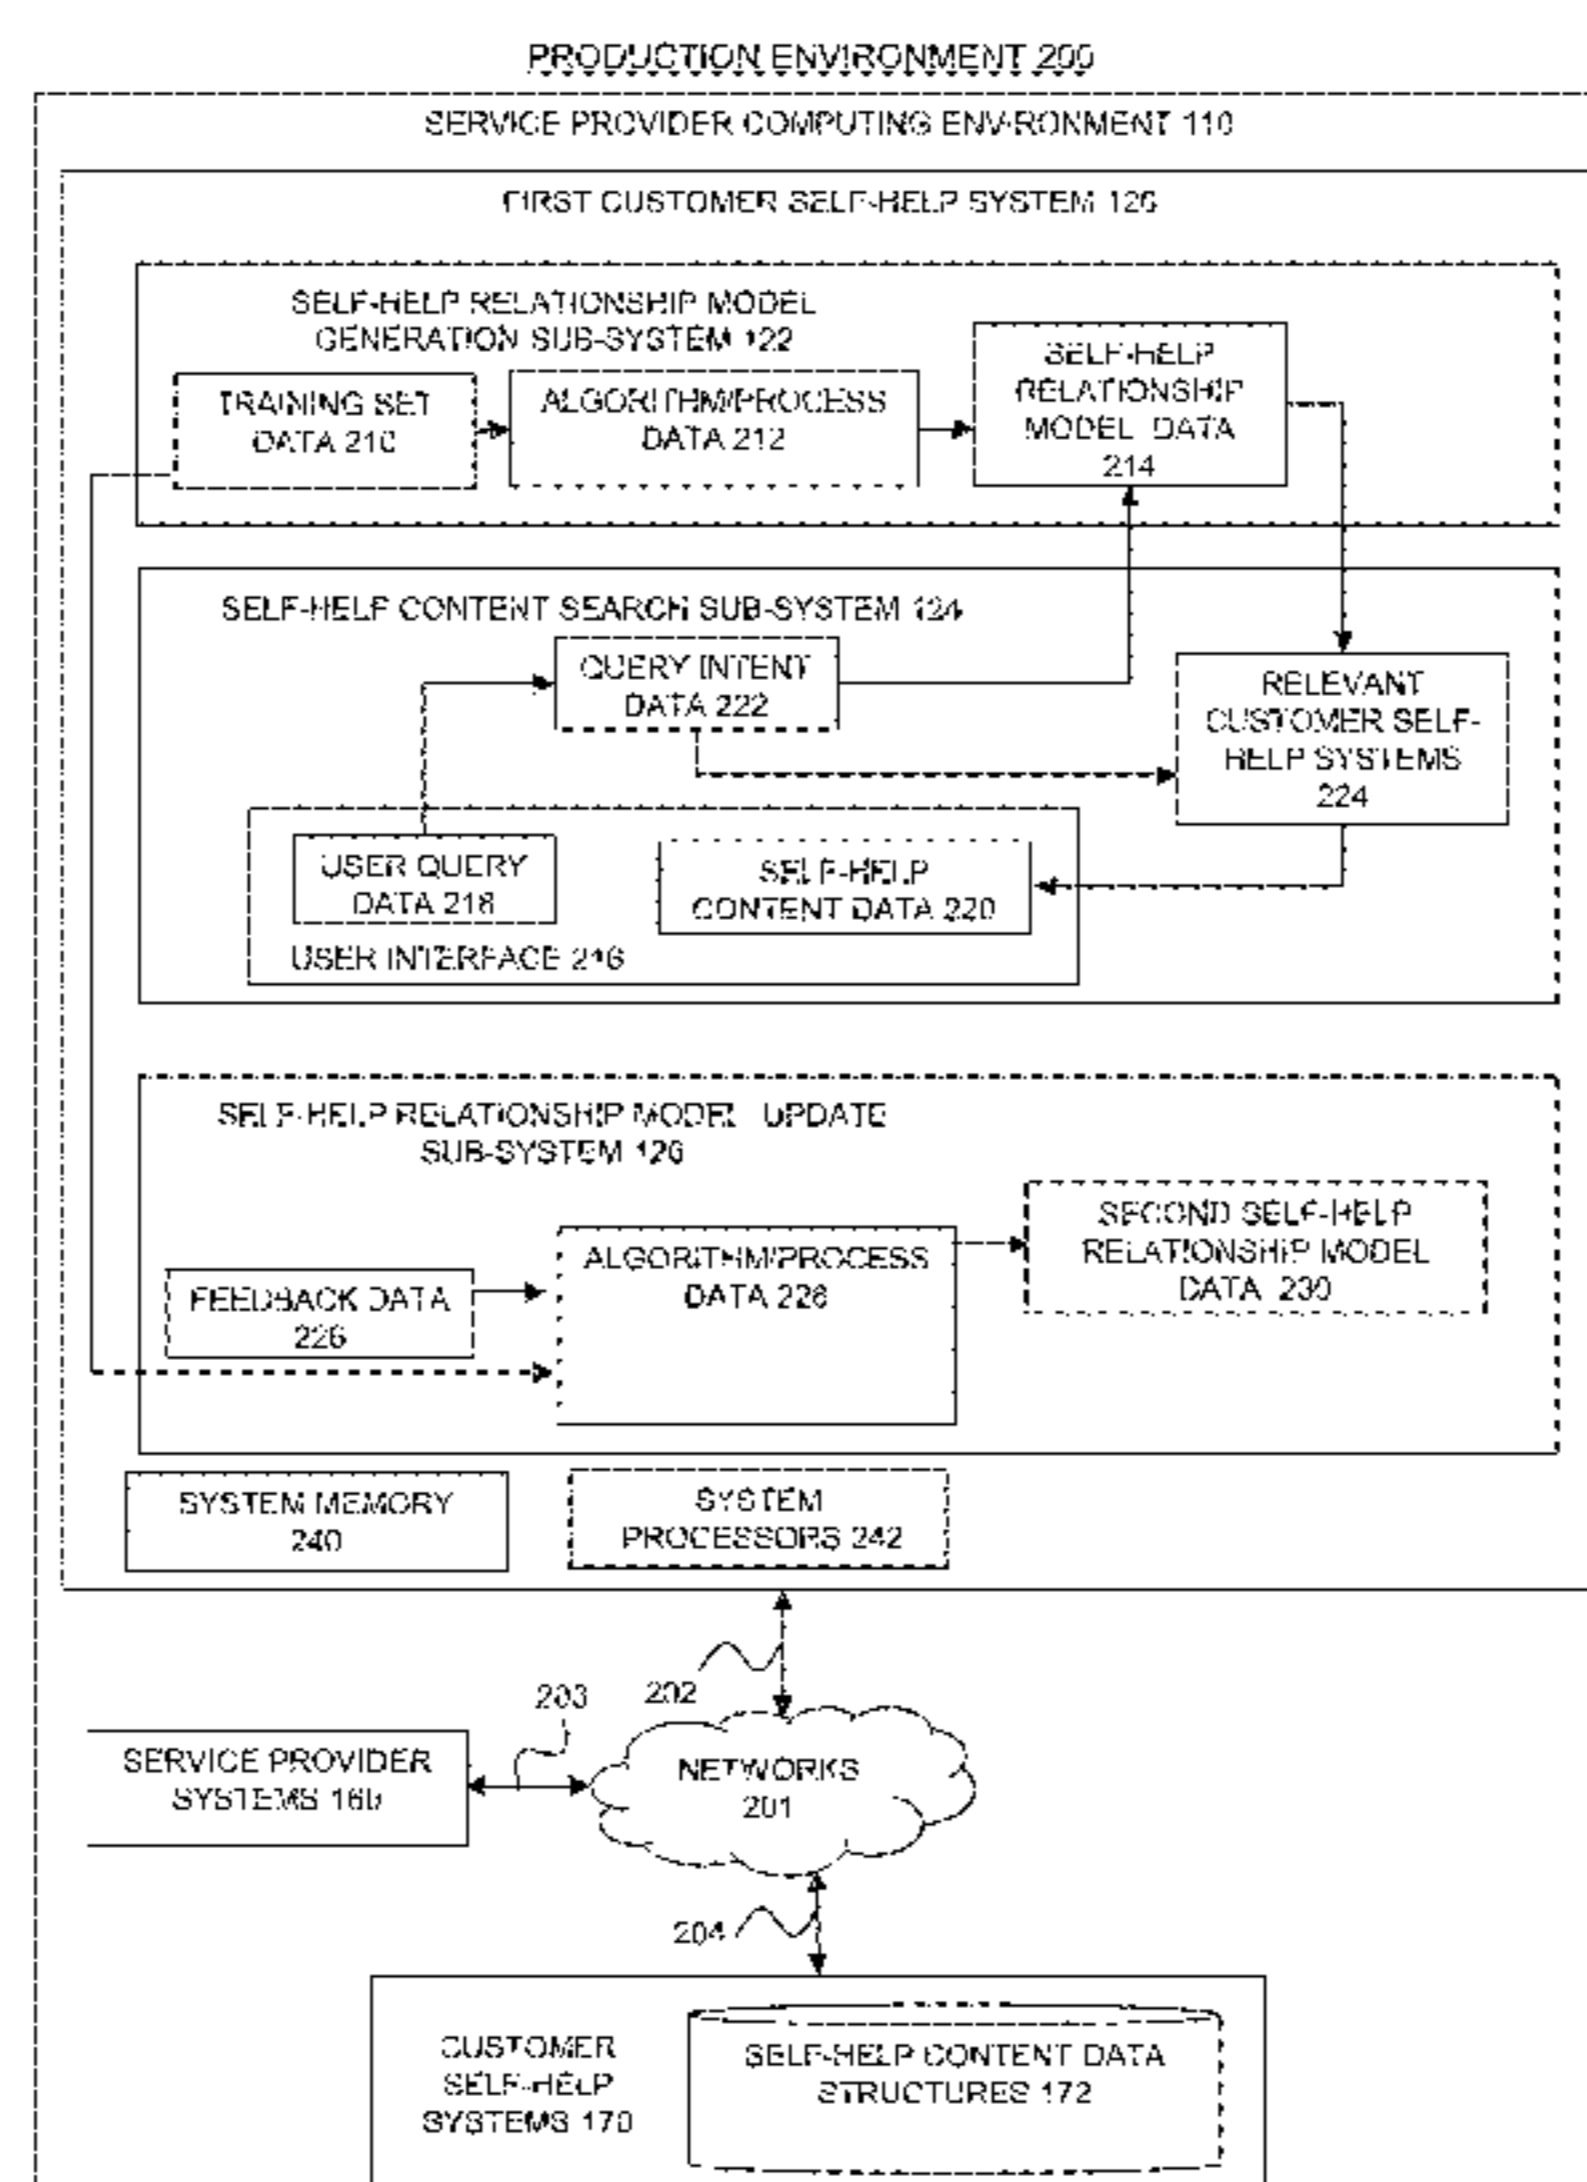 PRODUCTION ENVIRONMENT 200
SERVICE PROVIDER COMPUTING ENVIRONMENT 110
FIRST CUSTOMER SELF-HELP SYSTEM 120
SELF-HELP RELATIONSHIP MODEL
GENERATION SUB-SYSTEM 122
TRAINING SET
DATA 210
ALGORITHM/PROCESS
DATA 212
SELF-HELP
RELATIONSHIP
MODEL DATA
214
SELF-HELP CONTENT SEARCH SUB-SYSTEM 124
QUERY INTENT
DATA 222
RELEVANT
CUSTOMER SELF-
HELP SYSTEMS
224
USER QUERY
DATA 218
SELF-HELP
CONTENT DATA 220
USER INTERFACE 216
SELF-HELP RELATIONSHIP MODEL UPDATE
SUB-SYSTEM 126
SECOND SELF-HELP
RELATIONSHIP MODEL
DATA 230
ALGORITHM/PROCESS
DATA 228
FEEDBACK DATA
226
SYSTEM MEMORY
240
SYSTEM
PROCESSORS 242
202
203
SERVICE PROVIDER
SYSTEMS 160
NETWORKS
201
204
CUSTOMER
SELF-HELP
SYSTEMS 170
SELF-HELP CONTENT DATA
STRUCTURES 172